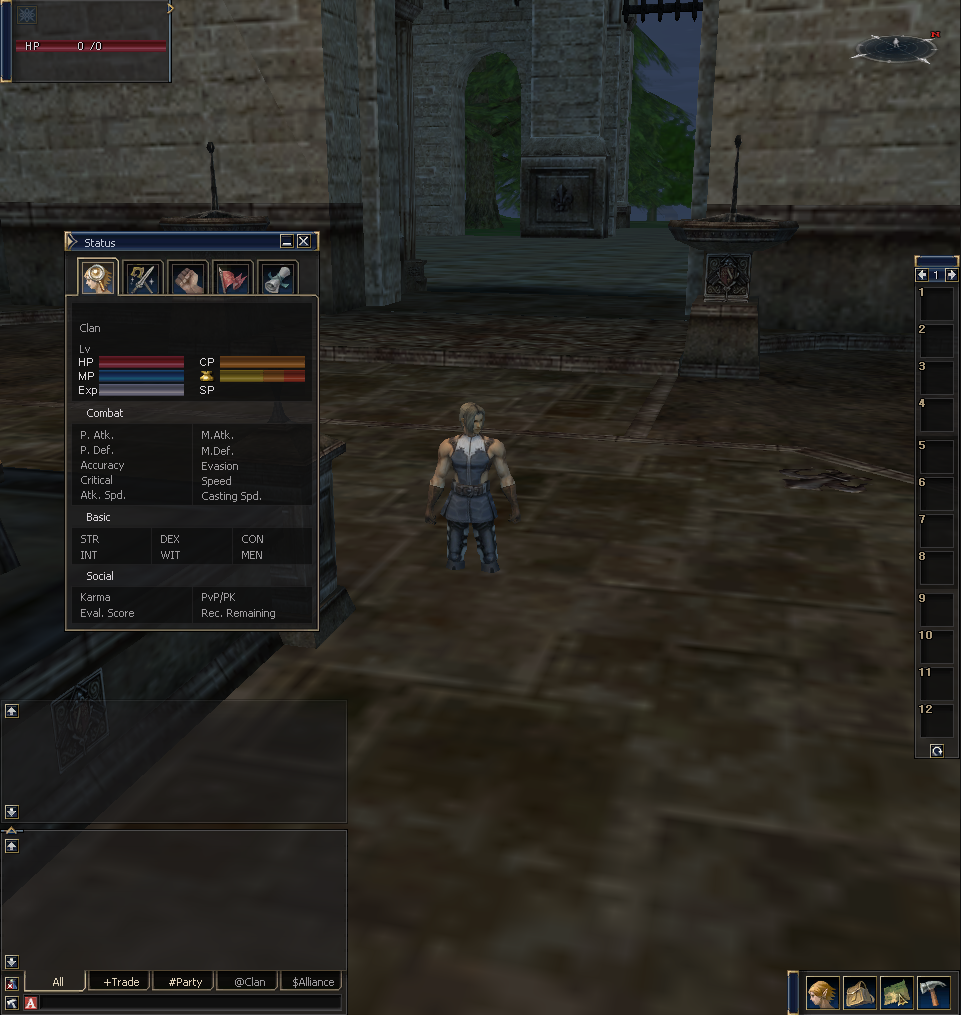 HP 0 /0
N
Status
Clan
Lv
HP CP
MP
Exp SP
Combat
P. Atk. M.Atk.
P. Def. M.Def.
Accuracy Evasion
Critical Speed
Atk. Spd. Casting Spd.
Basic
STR DEX CON
INT WIT MEN
Social
Karma PvP/PK
Eval. Score Rec. Remaining
1
1
2
3
4
5
6
7
8
9
10
11
12
All +Trade #Party @Clan $Alliance
A